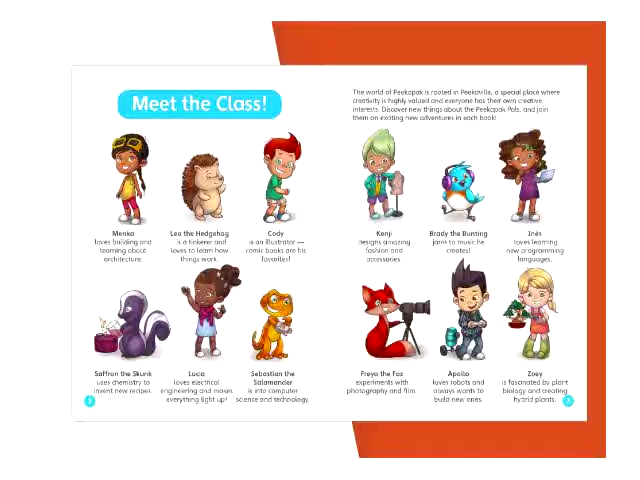 Meet the Class!
Menka
loves building and
learning about
architecture.
Leo the Hedgehog
is a tinkerer and
loves to learn how
things work.
Cody
is an illustrator —
comic books are his
favorites!
Saffron the Skunk
uses chemistry to
invent new recipes.
Lucia
loves electrical
engineering and makes
everything light up!
Sebastian the
Salamander
is into computer
science and technology.
The world of Peekapak is rooted in Peekaville, a special place where
creativity is highly valued and everyone has their own creative
interests. Discover new things about the Peekapak Pals, and join
them on exciting new adventures in each book!
Kenji
designs amazing
fashion and
accessories.
Brady the Bunting
jams to music he
creates!
Inés
loves learning
new programming
languages.
Freya the Fox
experiments with
photography and film.
Apollo
loves robots and
always wants to
build new ones.
Zoey
is fascinated by plant
biology and creating
hybrid plants.